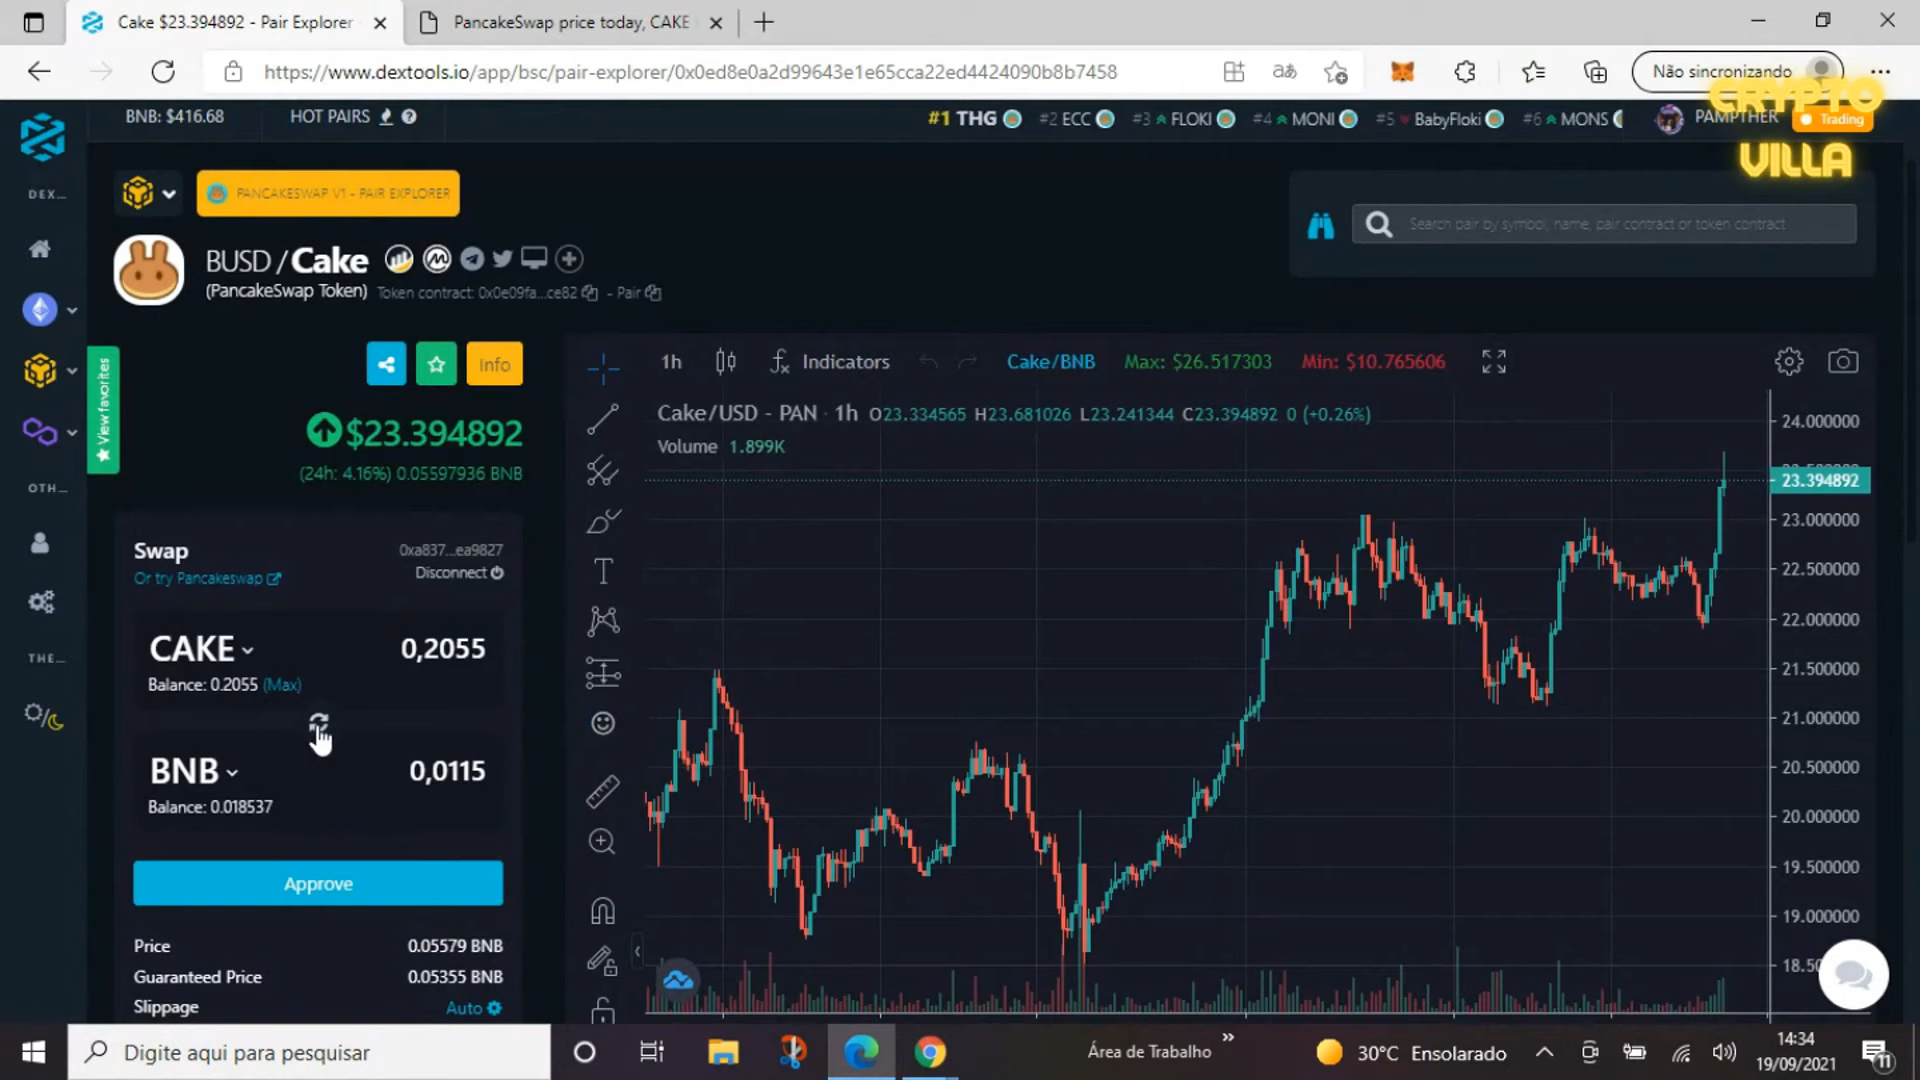 Cake $23.394892 - Pair Explorer
PancakeSwap price today, CAKE
https://www.dextools.io/app/bsc/pair-explorer/0x0ed8e0a2d99643e1e65cca22ed4424090b8b7458
aあ
Não sincronizando
CRYPTO
VILLA
BNB: $416.68
HOT PAIRS
#1 THG
#2 ECC
#3 FLOKI
#4 MONI
#5 BabyFloki
#6 MONS
PAMPTHER
Trading
DEX...
PANCAKESWAP V1 - PAIR EXPLORER
Search pair by symbol, name, pair contract or token contract
BUSD / Cake
(PancakeSwap Token)
Token contract: 0x0e09fa...ce82
- Pair
View favorites
Info
$23.394892
(24h: 4.16%) 0.05597936 BNB
OTH...
THE...
Swap
0xa837...ea9827
Or try Pancakeswap
Disconnect
CAKE
0,2055
Balance: 0.2055 (Max)
BNB
0,0115
Balance: 0.018537
Approve
Price
0.05579 BNB
Guaranteed Price
0.05355 BNB
Slippage
Auto
1h
Indicators
Cake/BNB
Max: $26.517303
Min: $10.765606
Cake/USD - PAN · 1h O23.334565 H23.681026 L23.241344 C23.394892 0 (+0.26%)
Volume 1.899K
T
24.000000
23.394892
23.000000
22.500000
22.000000
21.500000
21.000000
20.500000
20.000000
19.500000
19.000000
Digite aqui para pesquisar
Área de Trabalho
30°C Ensolarado
14:34
19/09/2021
11